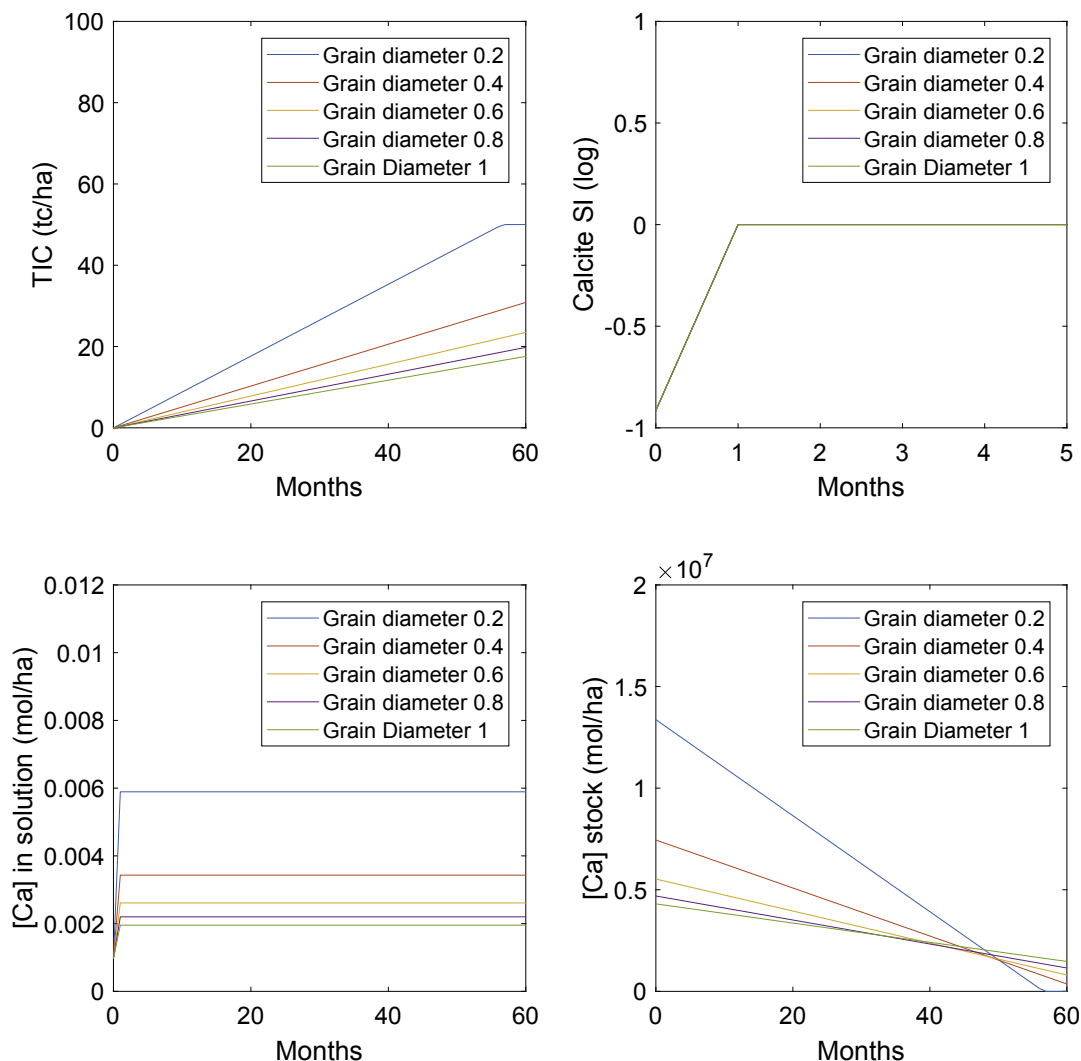 100
80
60
40
20
0
TIC (tc/ha)
Grain diameter 0.2
Grain diameter 0.4
Grain diameter 0.6
Grain diameter 0.8
Grain Diameter 1
0 20 40 60
Months
1
0.5
0
-0.5
-1
Calcite SI (log)
Grain diameter 0.2
Grain diameter 0.4
Grain diameter 0.6
Grain diameter 0.8
Grain Diameter 1
0 1 2 3 4 5
Months
0.012
0.01
0.008
0.006
0.004
0.002
0
[Ca] in solution (mol/ha)
Grain diameter 0.2
Grain diameter 0.4
Grain diameter 0.6
Grain diameter 0.8
Grain Diameter 1
0 20 40 60
Months
×10⁷
2
1.5
1
0.5
0
[Ca] stock (mol/ha)
Grain diameter 0.2
Grain diameter 0.4
Grain diameter 0.6
Grain diameter 0.8
Grain Diameter 1
0 20 40 60
Months